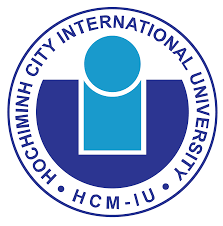 HOCHIMINH CITY INTERNATIONAL UNIVERSITY
• HCM-IU •